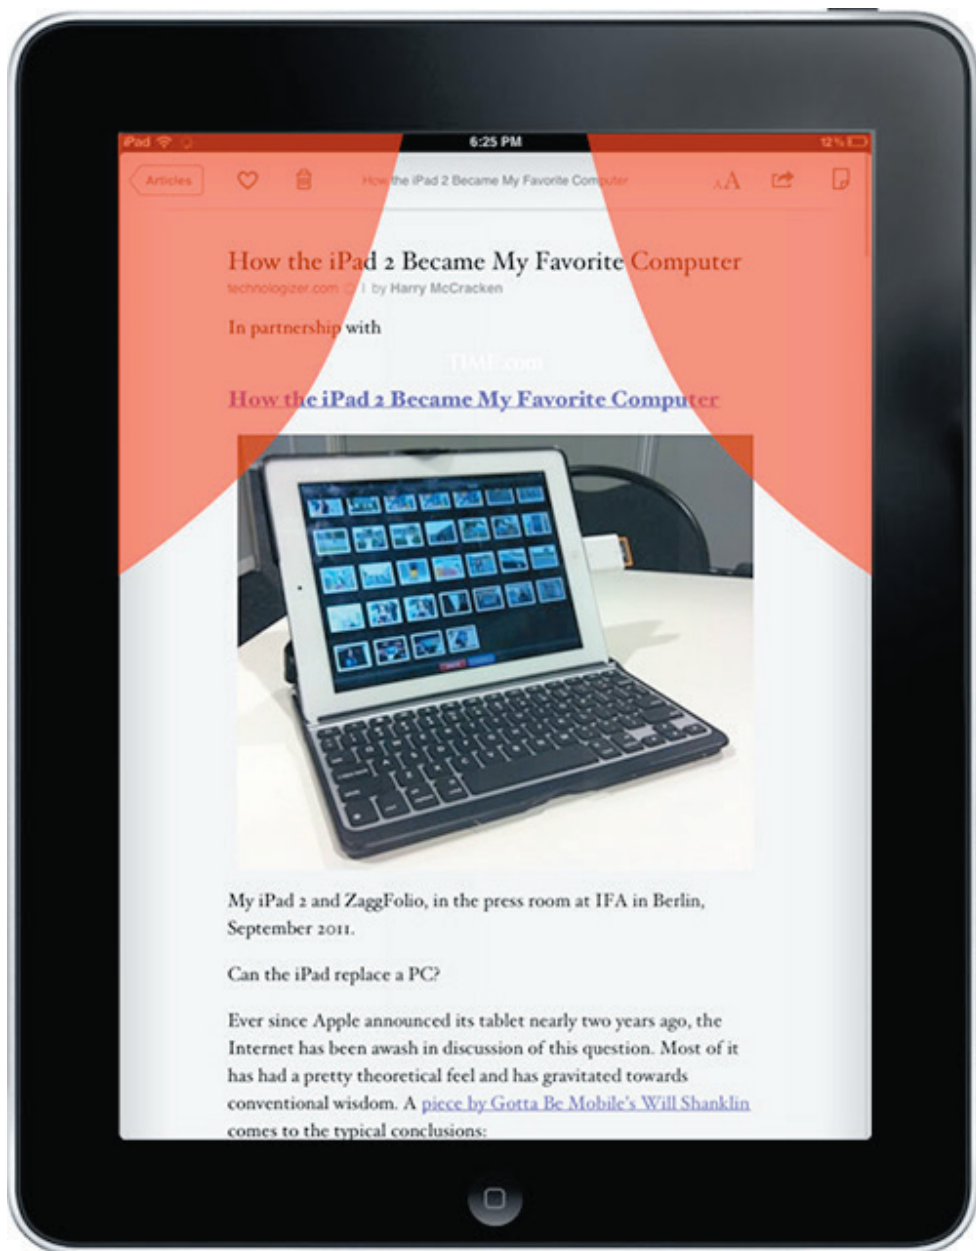 iPad 6:25 PM 12%
Articles How the iPad 2 Became My Favorite Computer AA
How the iPad 2 Became My Favorite Computer
technologizer.com | by Harry McCracken
In partnership with
TIME.com
How the iPad 2 Became My Favorite Computer
My iPad 2 and ZaggFolio, in the press room at IFA in Berlin,
September 2011.
Can the iPad replace a PC?
Ever since Apple announced its tablet nearly two years ago, the
Internet has been awash in discussion of this question. Most of it
has had a pretty theoretical feel and has gravitated towards
conventional wisdom. A piece by Gotta Be Mobile's Will Shanklin
comes to the typical conclusions: